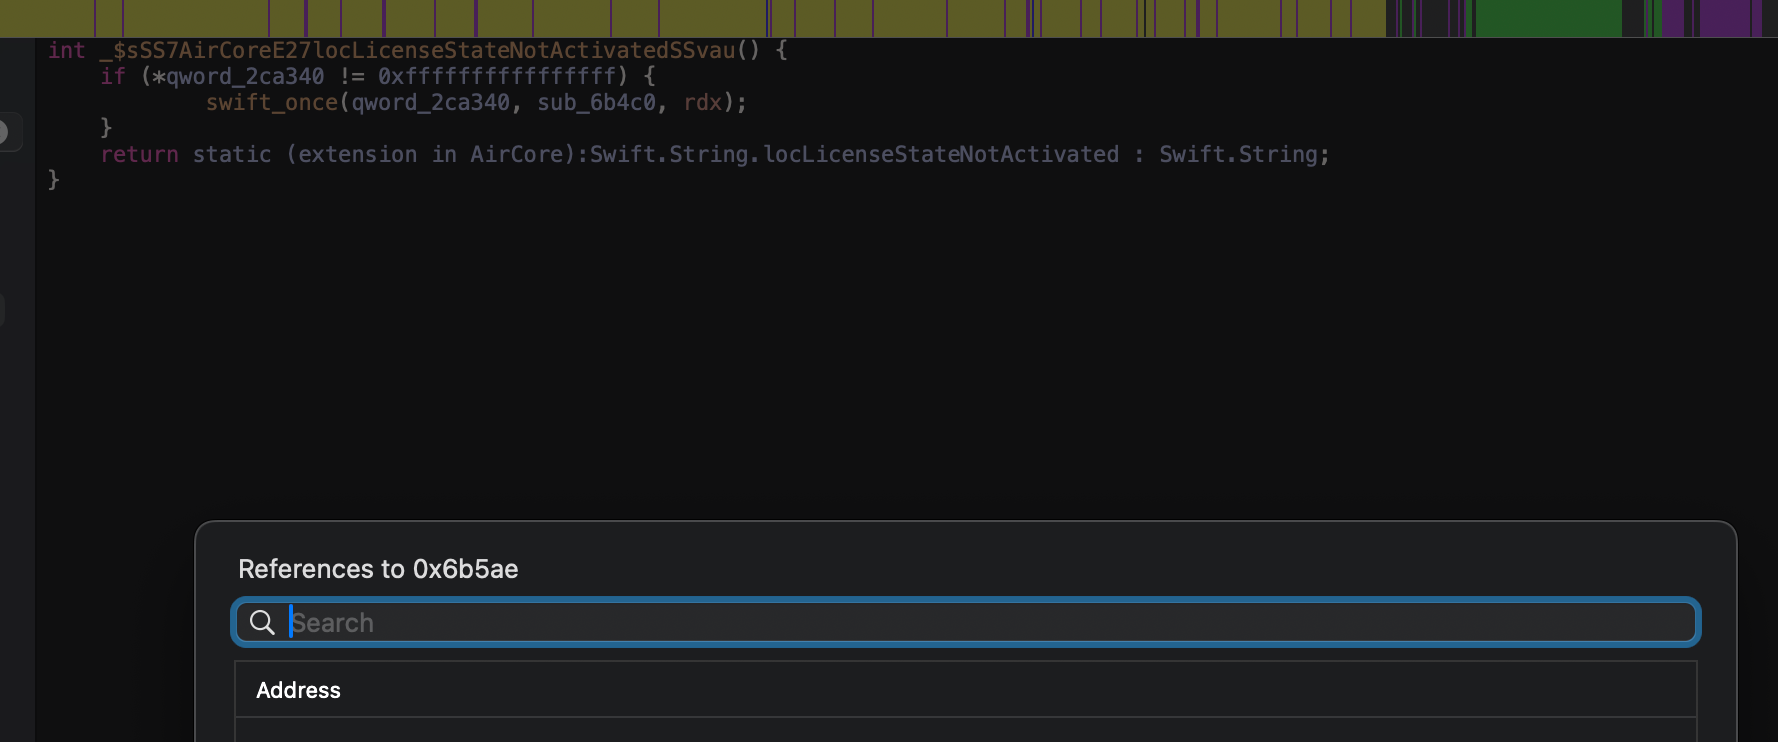 int _$sSS7AirCoreE27locLicenseStateNotActivatedSSvau() {
if (*qword_2ca340 != 0xffffffffffffffff) {
swift_once(qword_2ca340, sub_6b4c0, rdx);
}
return static (extension in AirCore):Swift.String.locLicenseStateNotActivated : Swift.String;
}
References to 0x6b5ae
Search
Address